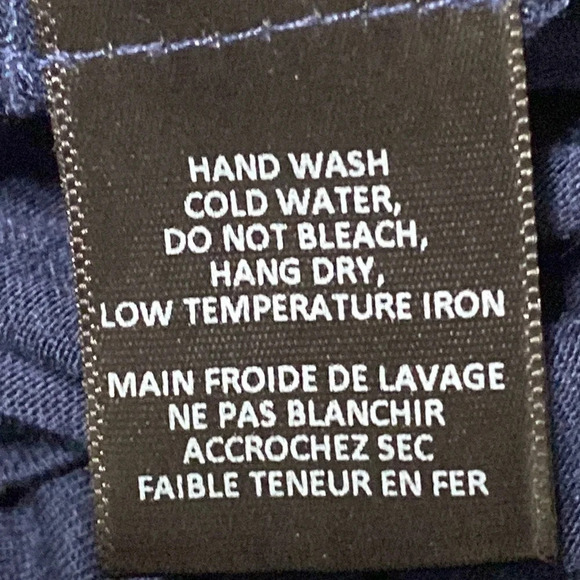 HAND WASH
COLD WATER,
DO NOT BLEACH,
HANG DRY,
LOW TEMPERATURE IRON
MAIN FROIDE DE LAVAGE
NE PAS BLANCHIR
ACCROCHEZ SEC
FAIBLE TENEUR EN FER